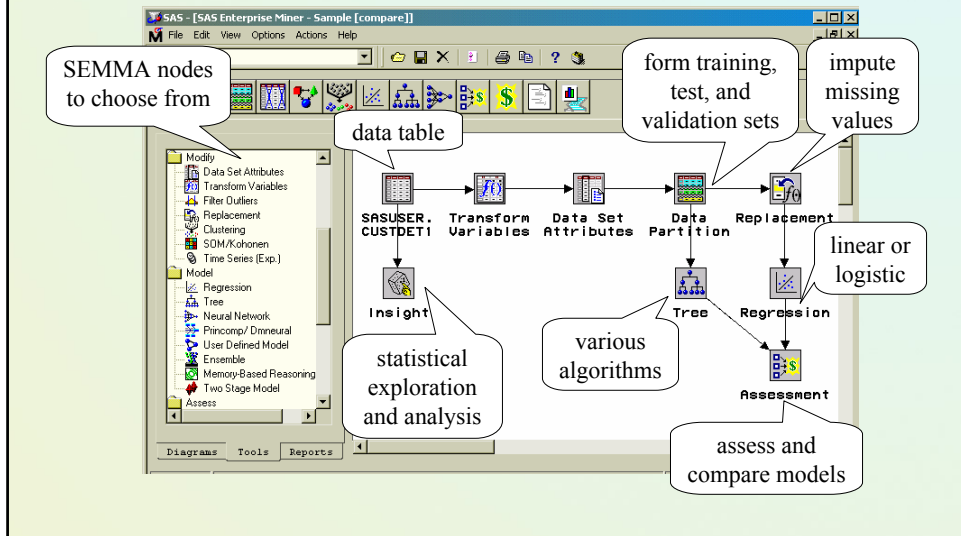 SAS - [SAS Enterprise Miner - Sample [compare]]
File Edit View Options Actions Help
SEMMA nodes
to choose from
data table
form training,
test, and
validation sets
impute
missing
values
Modify
Data Set Attributes
Transform Variables
Filter Outliers
Replacement
Clustering
SOM/Kohonen
Time Series (Exp.)
Model
Regression
Tree
Neural Network
Princomp/ Dmneural
User Defined Model
Ensemble
Memory-Based Reasoning
Two Stage Model
Assess
SASUSER.
CUSTDET1
Transform
Variables
Data Set
Attributes
Data
Partition
Replacement
Insight
Tree
Regression
Assessment
linear or
logistic
various
algorithms
statistical
exploration
and analysis
assess and
compare models
Diagrams Tools Reports